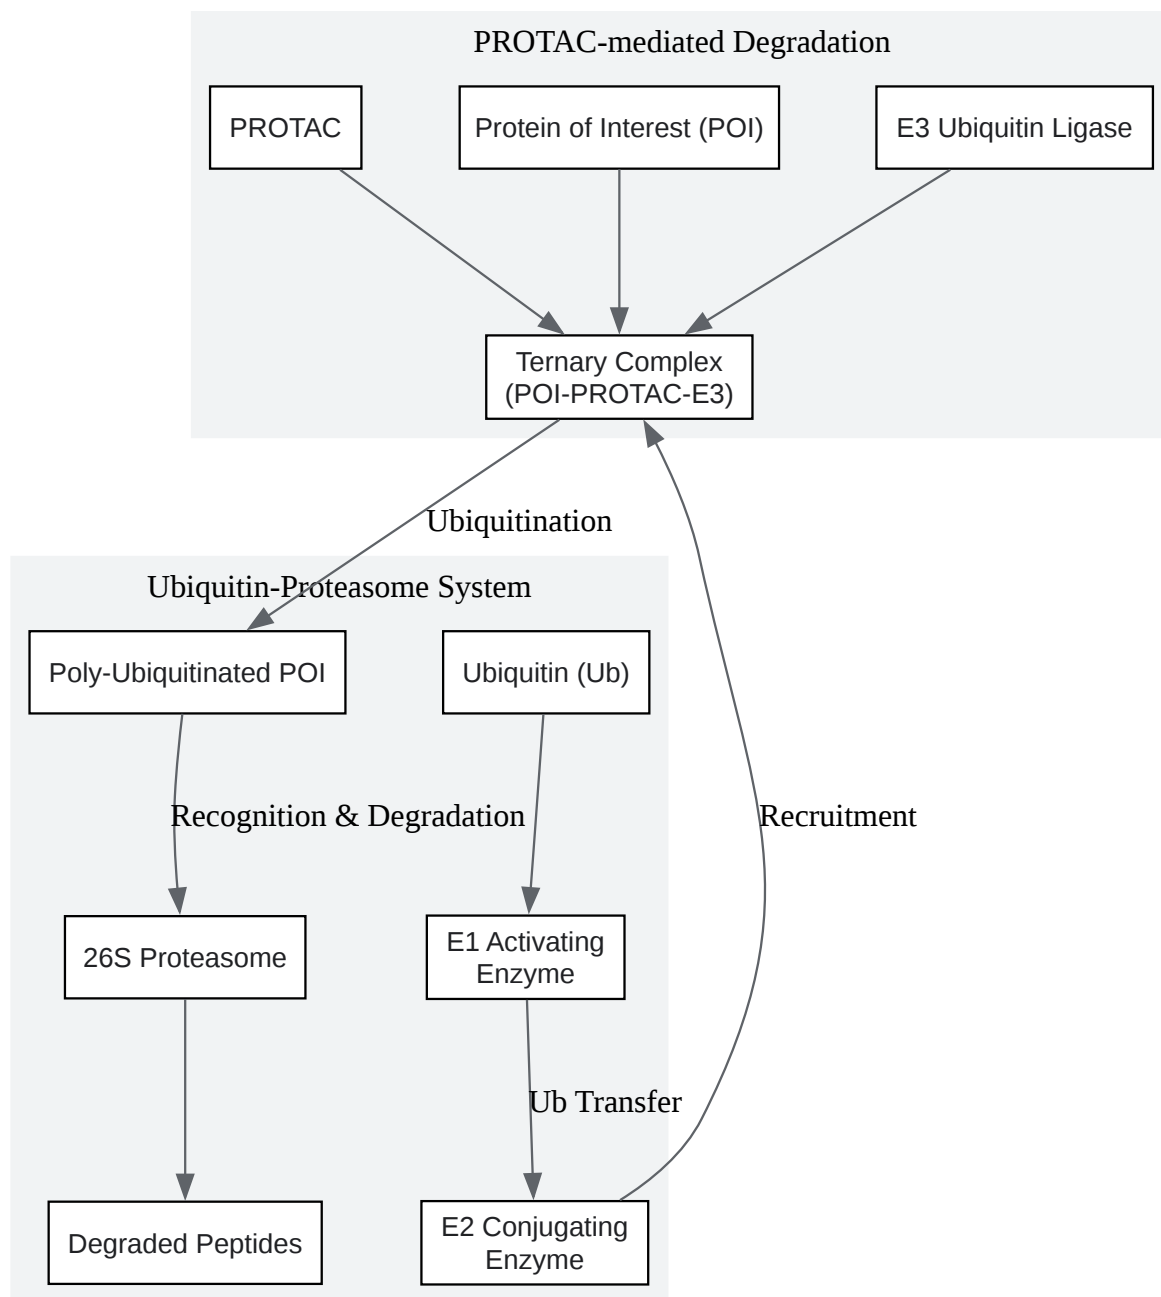 PROTAC-mediated Degradation
PROTAC
Protein of Interest (POI)
E3 Ubiquitin Ligase
Ternary Complex
(POI-PROTAC-E3)
Ubiquitination
Ubiquitin-Proteasome System
Poly-Ubiquitinated POI
Ubiquitin (Ub)
Recognition & Degradation
Recruitment
26S Proteasome
E1 Activating
Enzyme
Ub Transfer
Degraded Peptides
E2 Conjugating
Enzyme